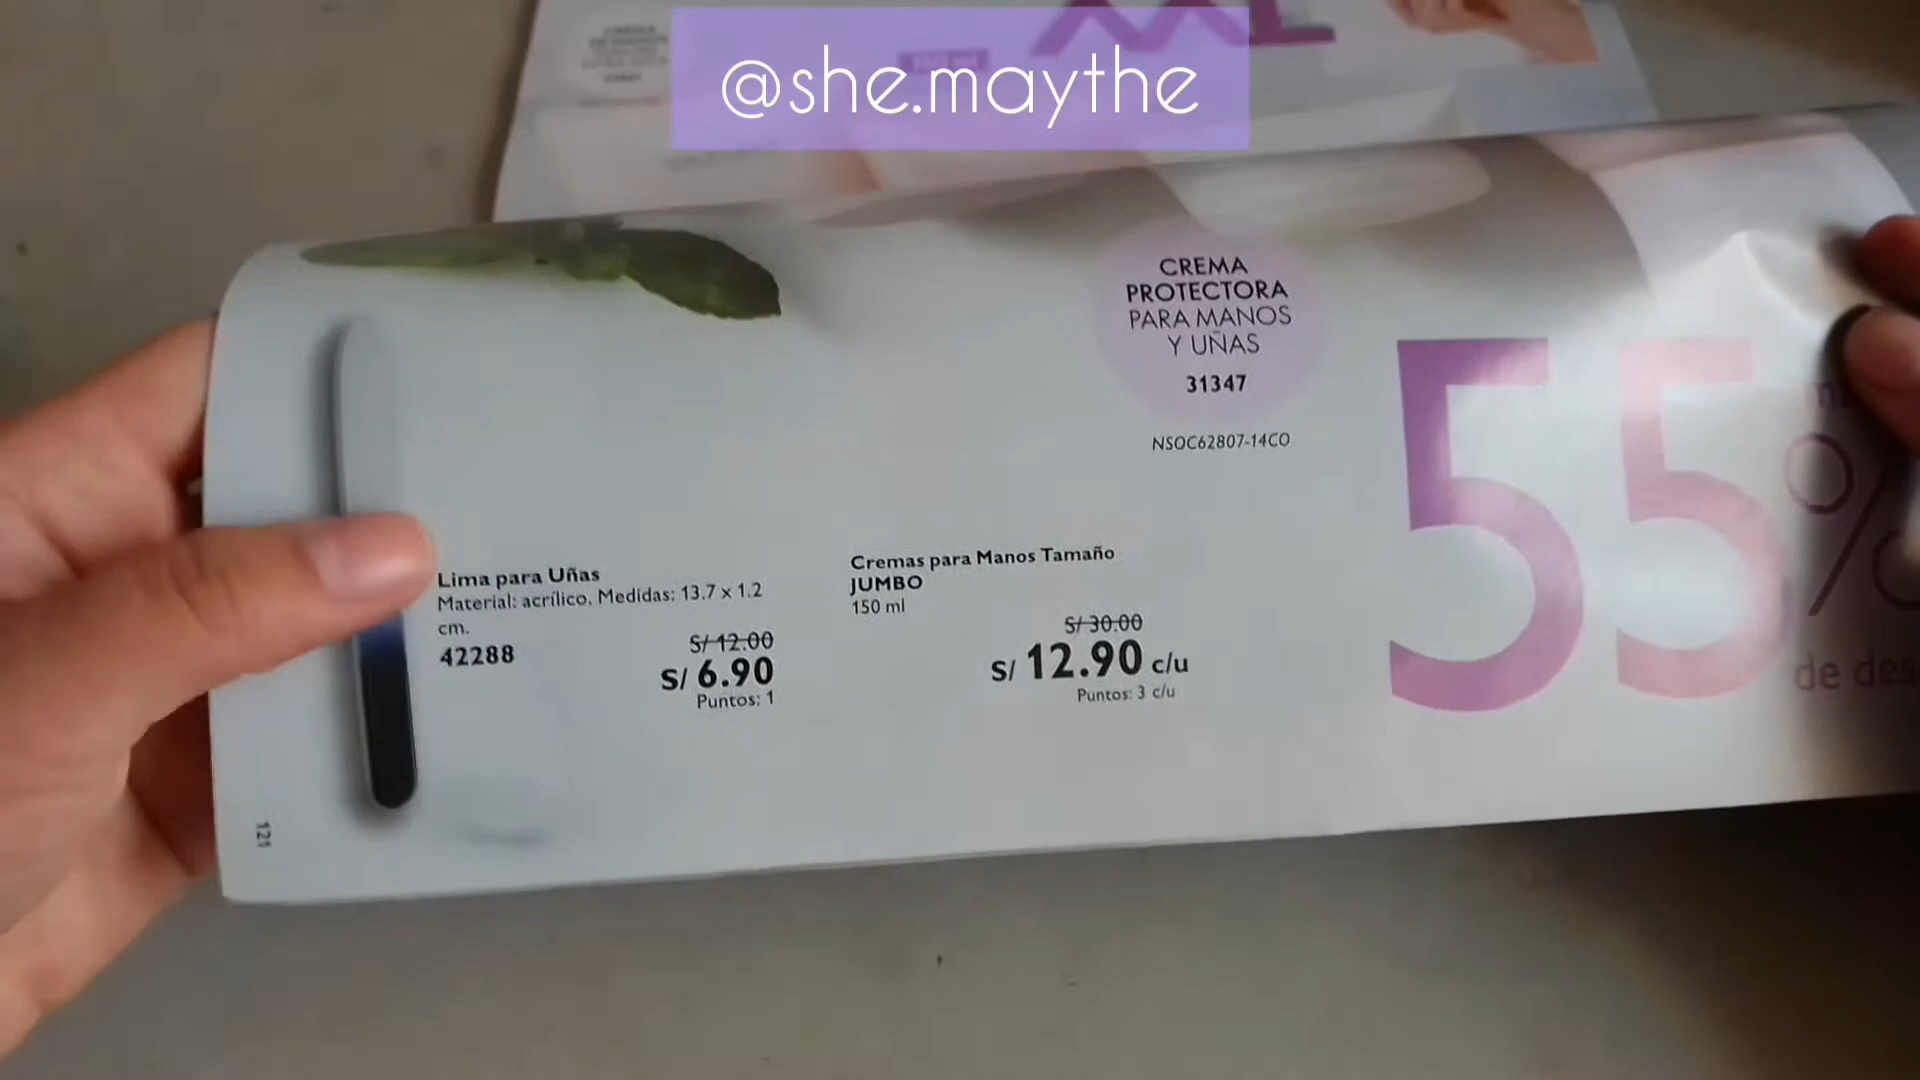 @she.maythe
CREMA
PROTECTORA
PARA MANOS
Y UÑAS
31347
NSOC62807-14CO
55%
de des
Lima para Uñas
Material: acrílico. Medidas: 13.7 x 1.2
cm.
42288
S/ 12.00
S/ 6.90
Puntos: 1
Cremas para Manos Tamaño
JUMBO
150 ml
S/ 30.00
S/ 12.90 c/u
Puntos: 3 c/u
121